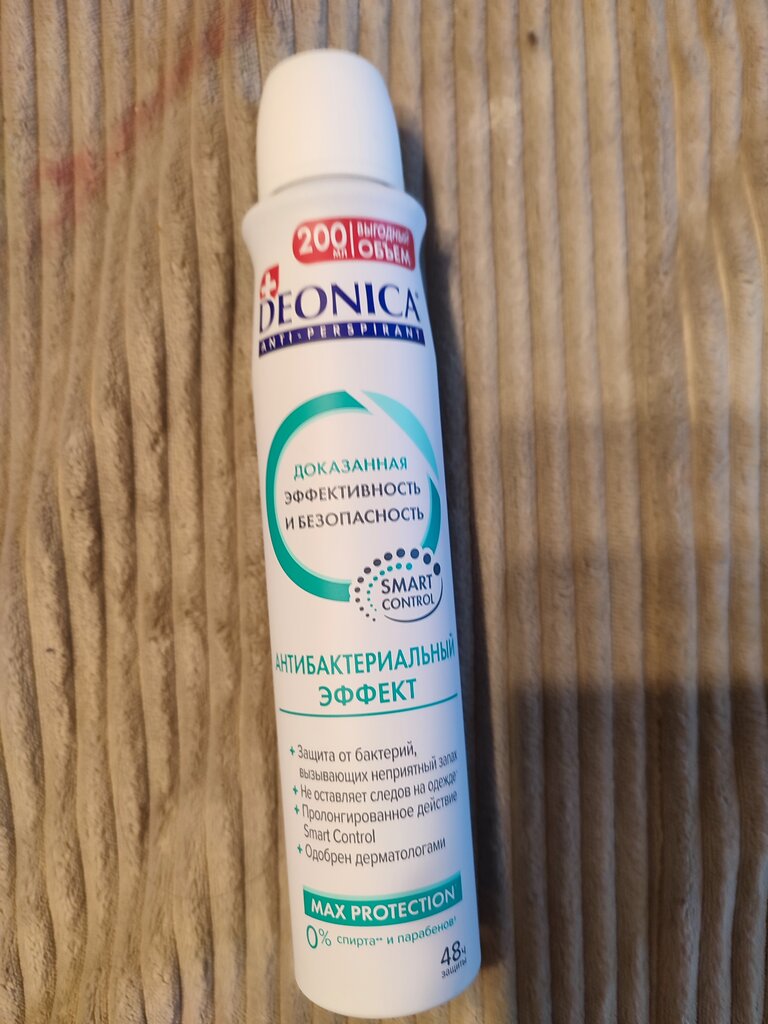 200 мл
ВЫГОДНЫЙ
ОБЪЕМ
DEONICA
ANTI-PERSPIRANT
ДОКАЗАННАЯ
ЭФФЕКТИВНОСТЬ
И БЕЗОПАСНОСТЬ
SMART
CONTROL
АНТИБАКТЕРИАЛЬНЫЙ
ЭФФЕКТ
+ Защита от бактерий,
вызывающих неприятный запах
+ Не оставляет следов на одежде
+ Пролонгированное действие
Smart Control
+ Одобрен дерматологами
MAX PROTECTION
0% спирта** и парабенов*
48ч
защиты